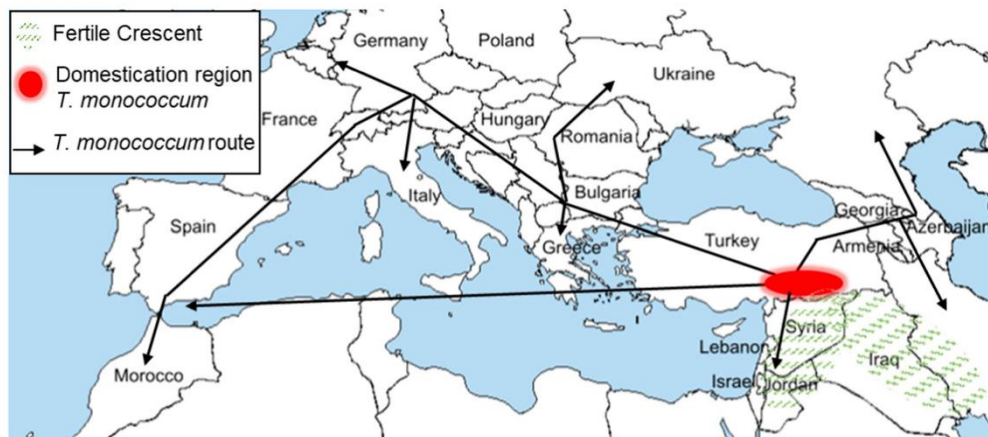 Fertile Crescent
Domestication region
T. monococcum
T. monococcum route
Germany
Poland
Ukraine
France
Hungary
Romania
Italy
Bulgaria
Spain
Georgia
Azerbaijan
Greece
Turkey
Armenia
Syria
Lebanon
Iraq
Morocco
Israel
Jordan